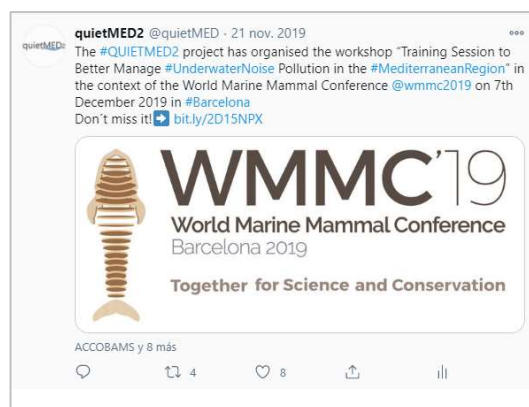 quietMED2 @quietMED · 21 nov. 2019
quietMED2
The #QUIETMED2 project has organised the workshop "Training Session to
Better Manage #UnderwaterNoise Pollution in the #MediterraneanRegion" in
the context of the World Marine Mammal Conference @wmmc2019 on 7th
December 2019 in #Barcelona
Don´t miss it!➡️ bit.ly/2D15NPX
WMMC'19
World Marine Mammal Conference
Barcelona 2019
Together for Science and Conservation
ACCOBAMS y 8 más
4 8